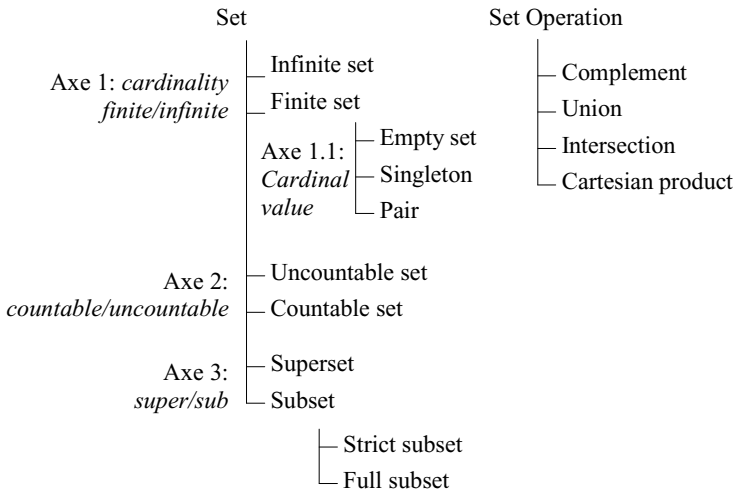 Set
Axe 1: cardinality
finite/infinite
Infinite set
Finite set
Axe 1.1:
Cardinal
value
Empty set
Singleton
Pair
Axe 2:
countable/uncountable
Uncountable set
Countable set
Axe 3:
super/sub
Superset
Subset
Strict subset
Full subset
Set Operation
Complement
Union
Intersection
Cartesian product